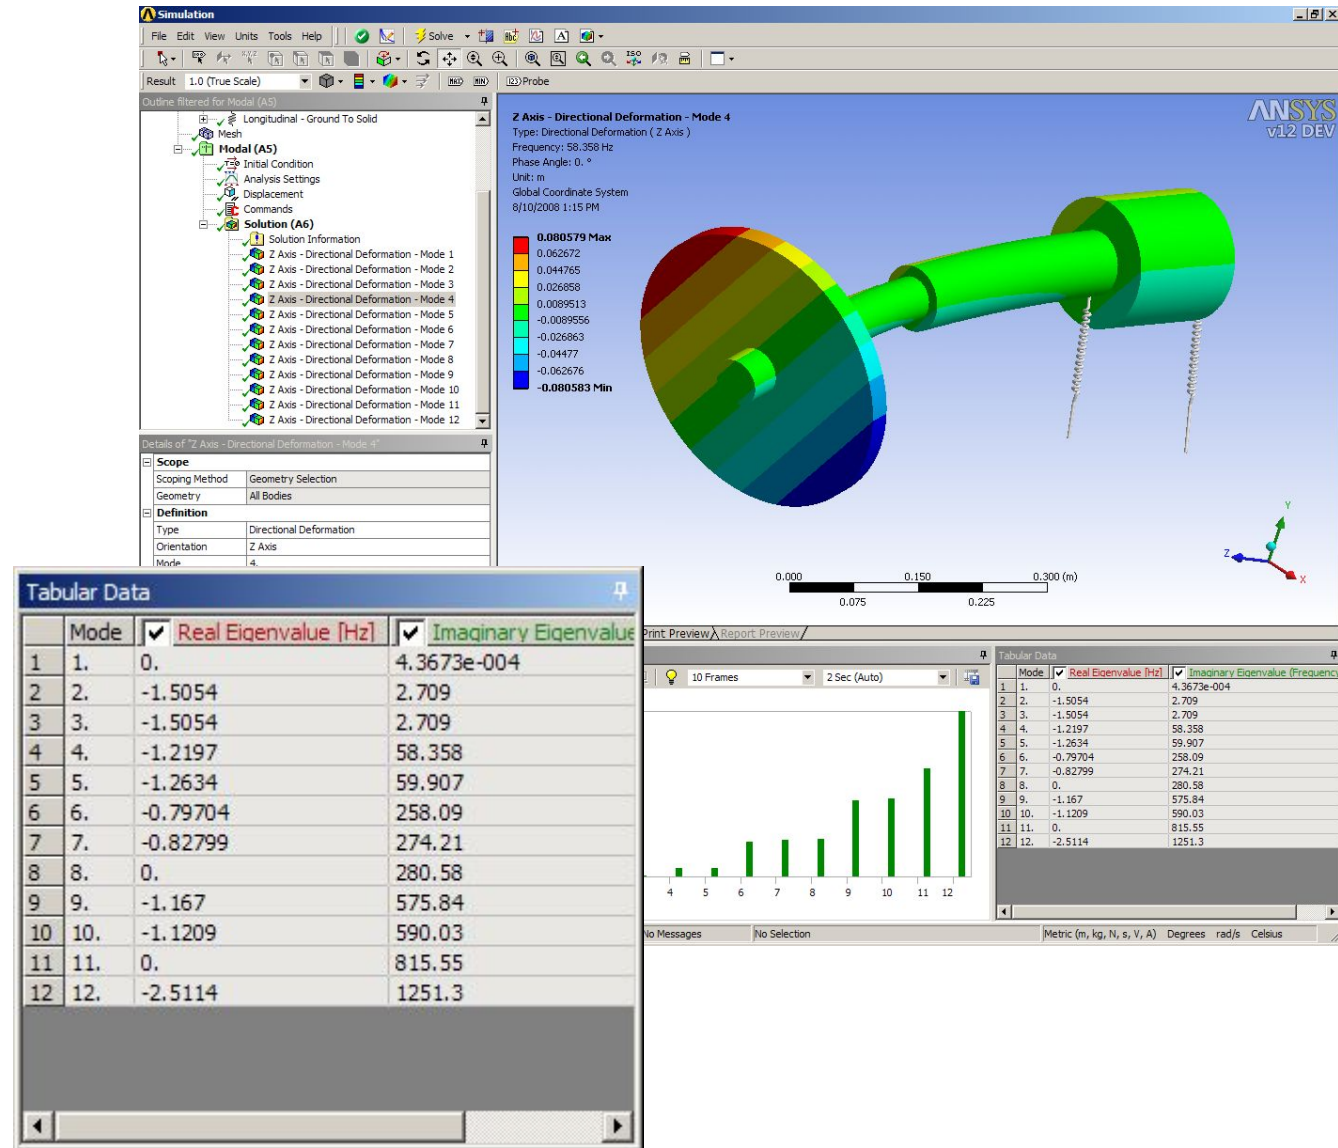 Simulation
File Edit View Units Tools Help Solve
Result 1.0 (True Scale) MAX MIN Probe
Outline filtered for Modal (A5)
Longitudinal - Ground To Solid
Mesh
Modal (A5)
Initial Condition
Analysis Settings
Displacement
Commands
Solution (A6)
Solution Information
Z Axis - Directional Deformation - Mode 1
Z Axis - Directional Deformation - Mode 2
Z Axis - Directional Deformation - Mode 3
Z Axis - Directional Deformation - Mode 4
Z Axis - Directional Deformation - Mode 5
Z Axis - Directional Deformation - Mode 6
Z Axis - Directional Deformation - Mode 7
Z Axis - Directional Deformation - Mode 8
Z Axis - Directional Deformation - Mode 9
Z Axis - Directional Deformation - Mode 10
Z Axis - Directional Deformation - Mode 11
Z Axis - Directional Deformation - Mode 12
Details of "Z Axis - Directional Deformation - Mode 4"
Scope
Scoping Method Geometry Selection
Geometry All Bodies
Definition
Type Directional Deformation
Orientation Z Axis
Mode 4.
Z Axis - Directional Deformation - Mode 4
Type: Directional Deformation ( Z Axis )
Frequency: 58.358 Hz
Phase Angle: 0. °
Unit: m
Global Coordinate System
8/10/2008 1:15 PM
0.080579 Max
0.062672
0.044765
0.026858
0.0089513
-0.0089556
-0.026863
-0.04477
-0.062676
-0.080583 Min
ANSYS
v12 DEV
Y
Z
X
0.000 0.150 0.300 (m)
0.075 0.225
Print Preview Report Preview
Tabular Data
Mode Real Eigenvalue [Hz] Imaginary Eigenvalue
1 1. 0. 4.3673e-004
2 2. -1.5054 2.709
3 3. -1.5054 2.709
4 4. -1.2197 58.358
5 5. -1.2634 59.907
6 6. -0.79704 258.09
7 7. -0.82799 274.21
8 8. 0. 280.58
9 9. -1.167 575.84
10 10. -1.1209 590.03
11 11. 0. 815.55
12 12. -2.5114 1251.3
10 Frames 2 Sec (Auto)
4 5 6 7 8 9 10 11 12
Tabular Data
Mode Real Eigenvalue [Hz] Imaginary Eigenvalue (Frequency
1 1. 0. 4.3673e-004
2 2. -1.5054 2.709
3 3. -1.5054 2.709
4 4. -1.2197 58.358
5 5. -1.2634 59.907
6 6. -0.79704 258.09
7 7. -0.82799 274.21
8 8. 0. 280.58
9 9. -1.167 575.84
10 10. -1.1209 590.03
11 11. 0. 815.55
12 12. -2.5114 1251.3
No Messages No Selection Metric (m, kg, N, s, V, A) Degrees rad/s Celsius